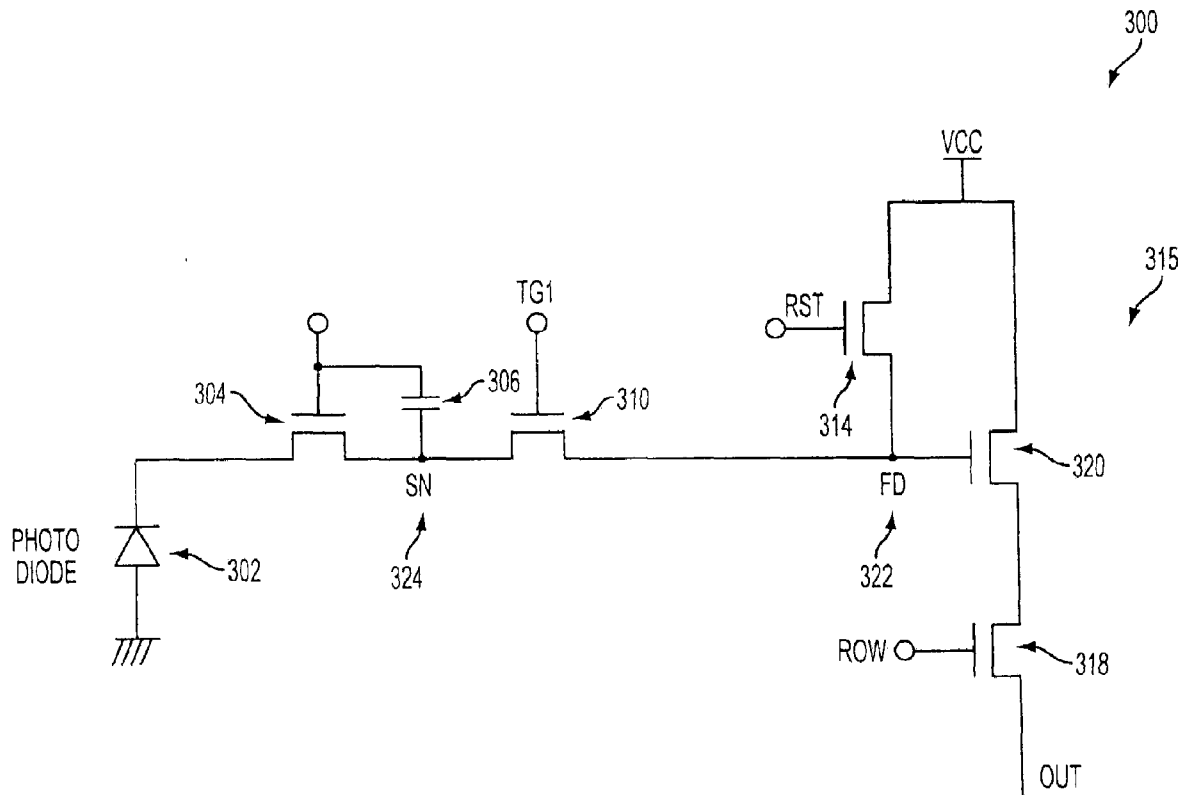 300
VCC
315
TG1
RST
304
306
310
314
320
SN
FD
PHOTO
DIODE
302
324
322
ROW
318
OUT